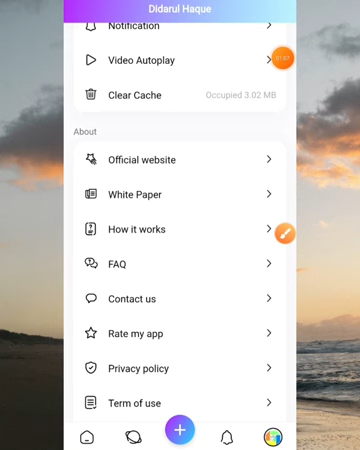 Didarul Haque
Notification
Video Autoplay
Clear Cache
Occupied 3.02 MB
About
Official website
White Paper
How it works
FAQ
Contact us
Rate my app
Privacy policy
Term of use